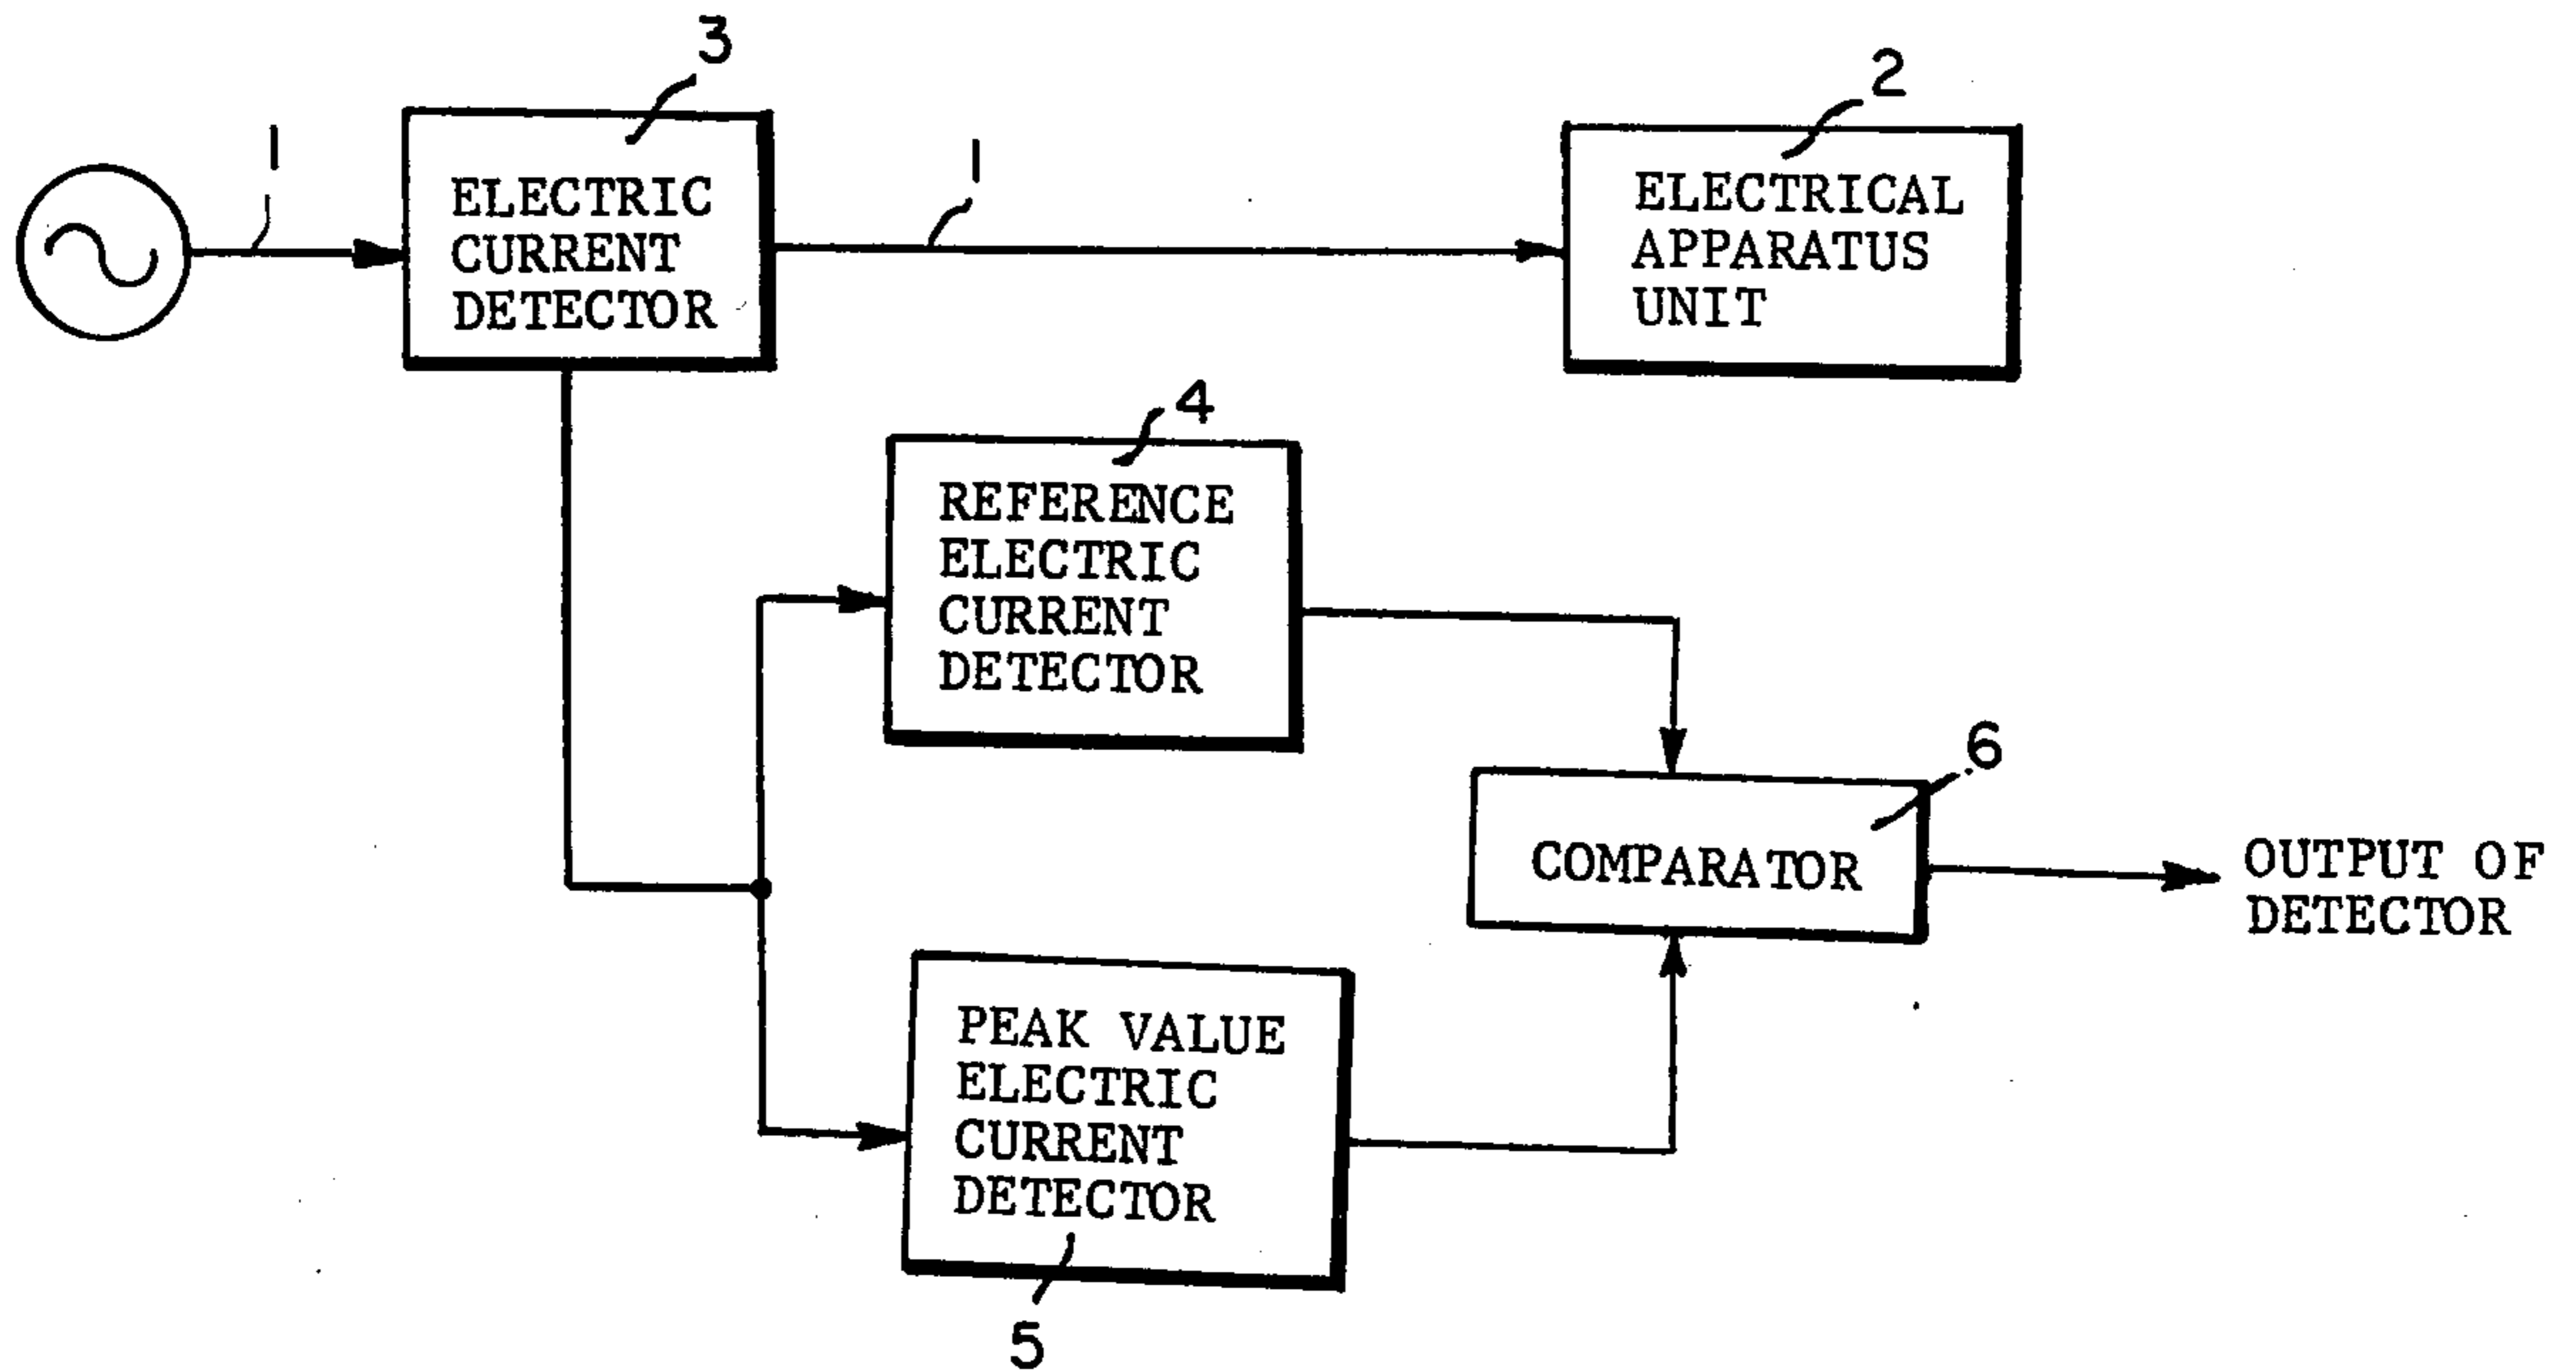 3
2
1
1
ELECTRIC
CURRENT
DETECTOR
ELECTRICAL
APPARATUS
UNIT
4
REFERENCE
ELECTRIC
CURRENT
DETECTOR
6
COMPARATOR
OUTPUT OF
DETECTOR
PEAK VALUE
ELECTRIC
CURRENT
DETECTOR
5